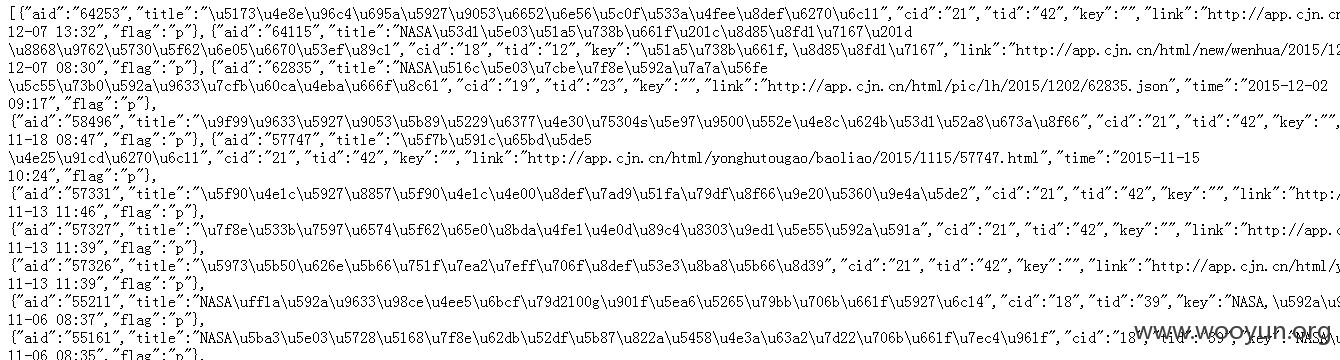 [{"aid":"64253","title":"\u5173\u4e8e\u96c4\u695a\u5927\u9053\u6652\u6e56\u5c0f\u533a\u4fee\u8def\u6270\u6c11","cid":"21","tid":"42","key":"","link":"http://app.cjn.cn
12-07 13:32","flag":"p"}, {"aid":"64115","title":"NASA\u53d1\u5e03\u51a5\u738b\u661f\u201c\u8d85\u8fd1\u7167\u201d
\u8868\u9762\u5730\u5f62\u6e05\u6670\u53ef\u89c1","cid":"18","tid":"12","key":"\u51a5\u738b\u661f,\u8d85\u8fd1\u7167","link":"http://app.cjn.cn/html/new/wenhua/2015/12
12-07 08:30","flag":"p"}, {"aid":"62835","title":"NASA\u516c\u5e03\u7cbe\u7f8e\u592a\u7a7a\u56fe
\u5c55\u73b0\u592a\u9633\u7cfb\u60ca\u4eba\u666f\u8c61","cid":"19","tid":"23","key":"","link":"http://app.cjn.cn/html/pic/lh/2015/1202/62835.json","time":"2015-12-02
09:17","flag":"p"},
{"aid":"58496","title":"\u9f99\u9633\u5927\u9053\u5b89\u5229\u6377\u4e30\u75304s\u5e97\u9500\u552e\u4e8c\u624b\u53d1\u52a8\u673a\u8f66","cid":"21","tid":"42","key":"",
11-18 08:47","flag":"p"}, {"aid":"57747","title":"\u5f7b\u591c\u65bd\u5de5
\u4e25\u91cd\u6270\u6c11","cid":"21","tid":"42","key":"","link":"http://app.cjn.cn/html/yonghutougao/baoliao/2015/1115/57747.html","time":"2015-11-15
10:24","flag":"p"},
{"aid":"57331","title":"\u5f90\u4e1c\u5927\u8857\u5f90\u4e1c\u4e00\u8def\u7ad9\u51fa\u79df\u8f66\u9e20\u5360\u9e4a\u5de2","cid":"21","tid":"42","key":"","link":"http:/
11-13 11:46","flag":"p"},
{"aid":"57327","title":"\u7f8e\u533b\u7597\u6574\u5f62\u65e0\u8bda\u4fe1\u4e0d\u89c4\u8303\u9ed1\u5e55\u592a\u591a","cid":"21","tid":"42","key":"","link":"http://app.c
11-13 11:39","flag":"p"},
{"aid":"57326","title":"\u5973\u5b50\u626e\u5b66\u751f\u7ea2\u7eff\u706f\u8def\u53e3\u8ba8\u5b66\u8d39","cid":"21","tid":"42","key":"","link":"http://app.cjn.cn/html/y
11-13 11:39","flag":"p"},
{"aid":"55211","title":"NASA\uff1a\u592a\u9633\u98ce\u4ee5\u6bcf\u79d2100g\u901f\u5ea6\u5265\u79bb\u706b\u661f\u5927\u6c14","cid":"18","tid":"39","key":"NASA,\u592a\u9
11-06 08:37","flag":"p"},
{"aid":"55161","title":"NASA\u5ba3\u5e03\u5728\u5168\u7f8e\u62db\u52df\u5b87\u822a\u5458\u4e3a\u63a2\u7d22\u706b\u661f\u7ec4\u961f","cid":"18","tid":"39","key":"NASA
11-06 08:35","flag":"p"},
www.wooyun.org